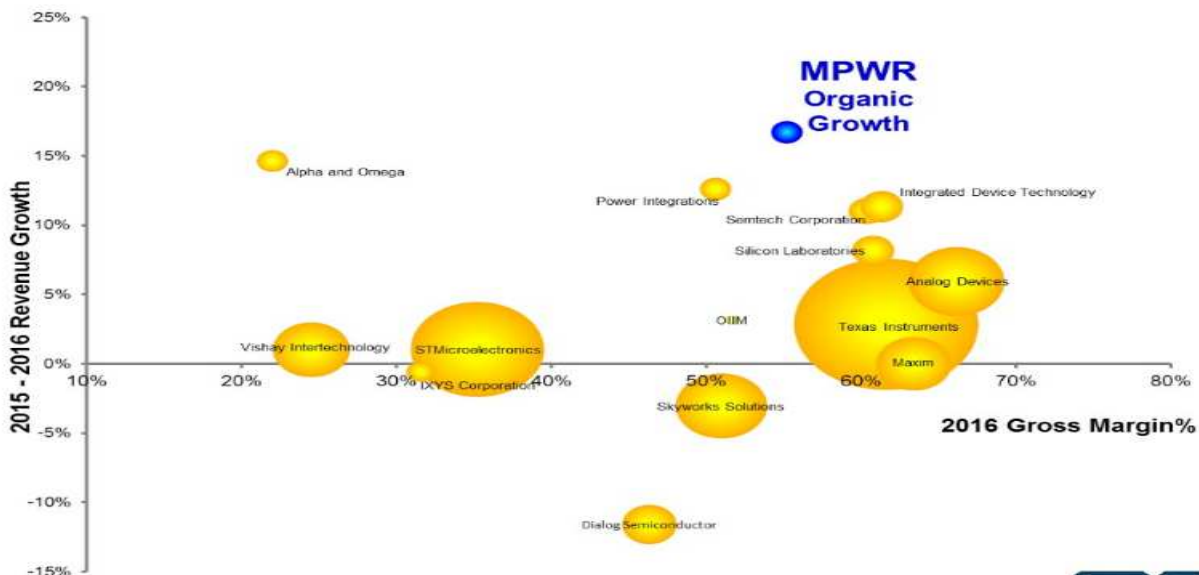 25%
20%
15%
10%
5%
0%
-5%
-10%
-15%
2015 - 2016 Revenue Growth
MPWR
Organic
Growth
Alpha and Omega
Power Integrations
Integrated Device Technology
Semtech Corporation
Silicon Laboratories
Analog Devices
OIIM
Texas Instruments
Vishay Intertechnology
STMicroelectronics
Maxim
10% 20% 30% 40% 50% 60% 70% 80%
IXYS Corporation
Skyworks Solutions
2016 Gross Margin%
Dialog Semiconductor